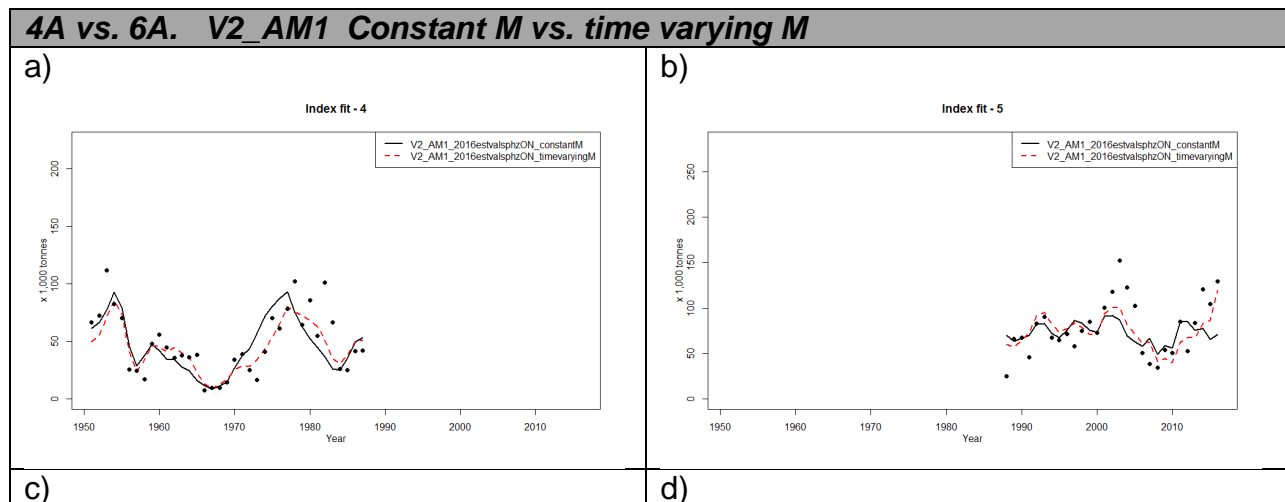 4A vs. 6A. V2_AM1 Constant M vs. time varying M
a)
Index fit - 4
V2_AM1_2016estvalsphzON_constantM
V2_AM1_2016estvalsphzON_timevaryingM
x 1,000 tonnes
200
150
100
50
0
1950 1960 1970 1980 1990 2000 2010
Year
b)
Index fit - 5
V2_AM1_2016estvalsphzON_constantM
V2_AM1_2016estvalsphzON_timevaryingM
x 1,000 tonnes
250
200
150
100
50
0
1950 1960 1970 1980 1990 2000 2010
Year
c)
d)